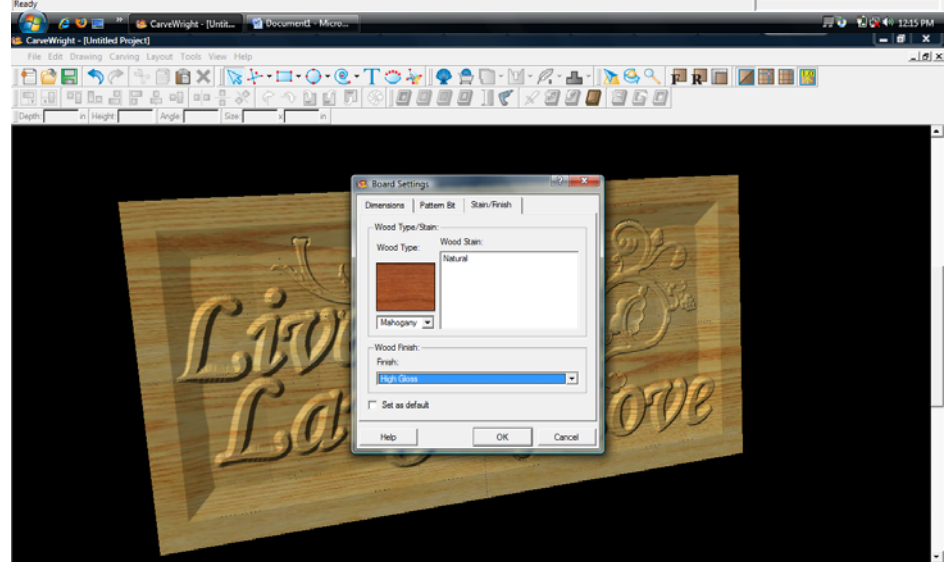 Ready
CarveWright - [Untit... Document1 - Micro... 12:15 PM
CarveWright - [Untitled Project]
File Edit Drawing Carving Layout Tools View Help
Depth: in Height: Angle: Size: x in
Board Settings
Dimensions Pattern Bit Stain/Finish
Wood Type/Stain:
Wood Type: Wood Stain:
Natural
Mahogany
Wood Finish:
Finish:
High Gloss
Set as default
Help OK Cancel
Liv
La ove